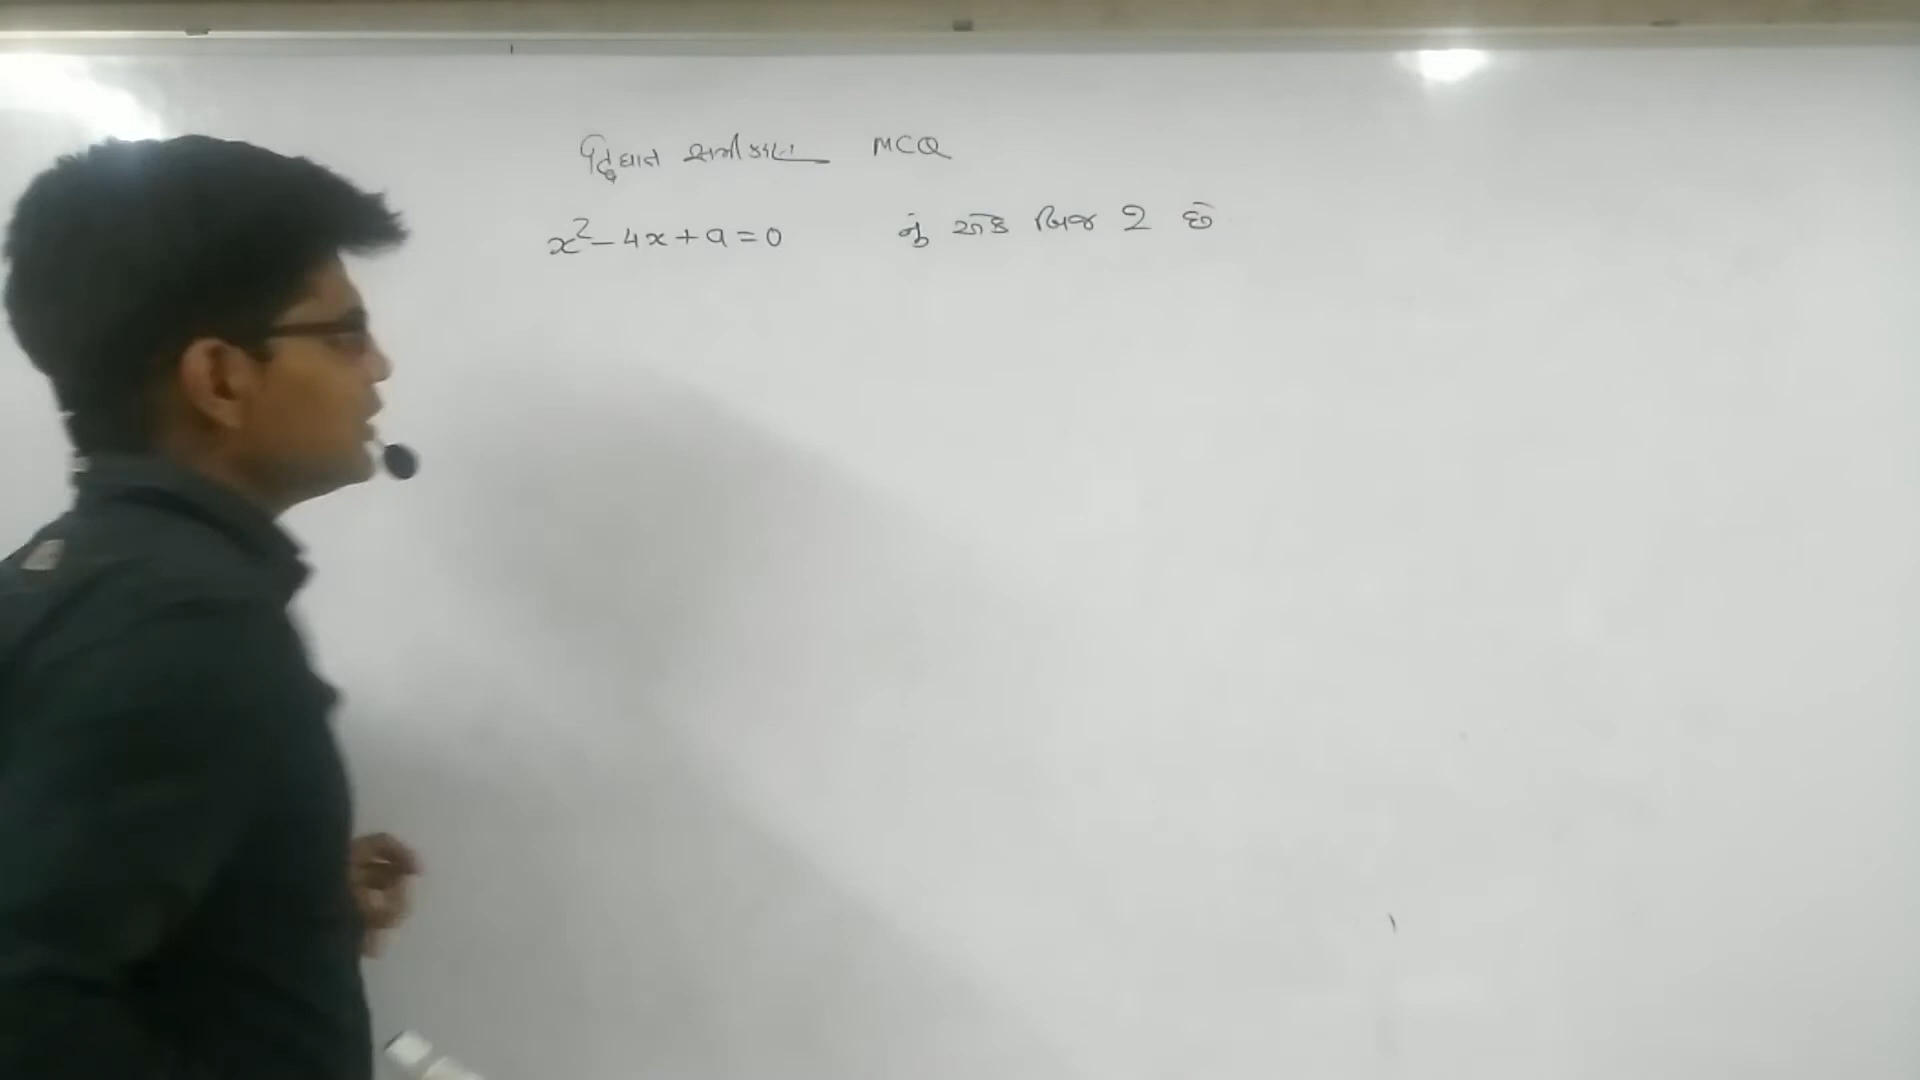 દ્વિઘાત સમીકરણ MCQ
x² - 4x + a = 0 નું એક બિજ 2 છે